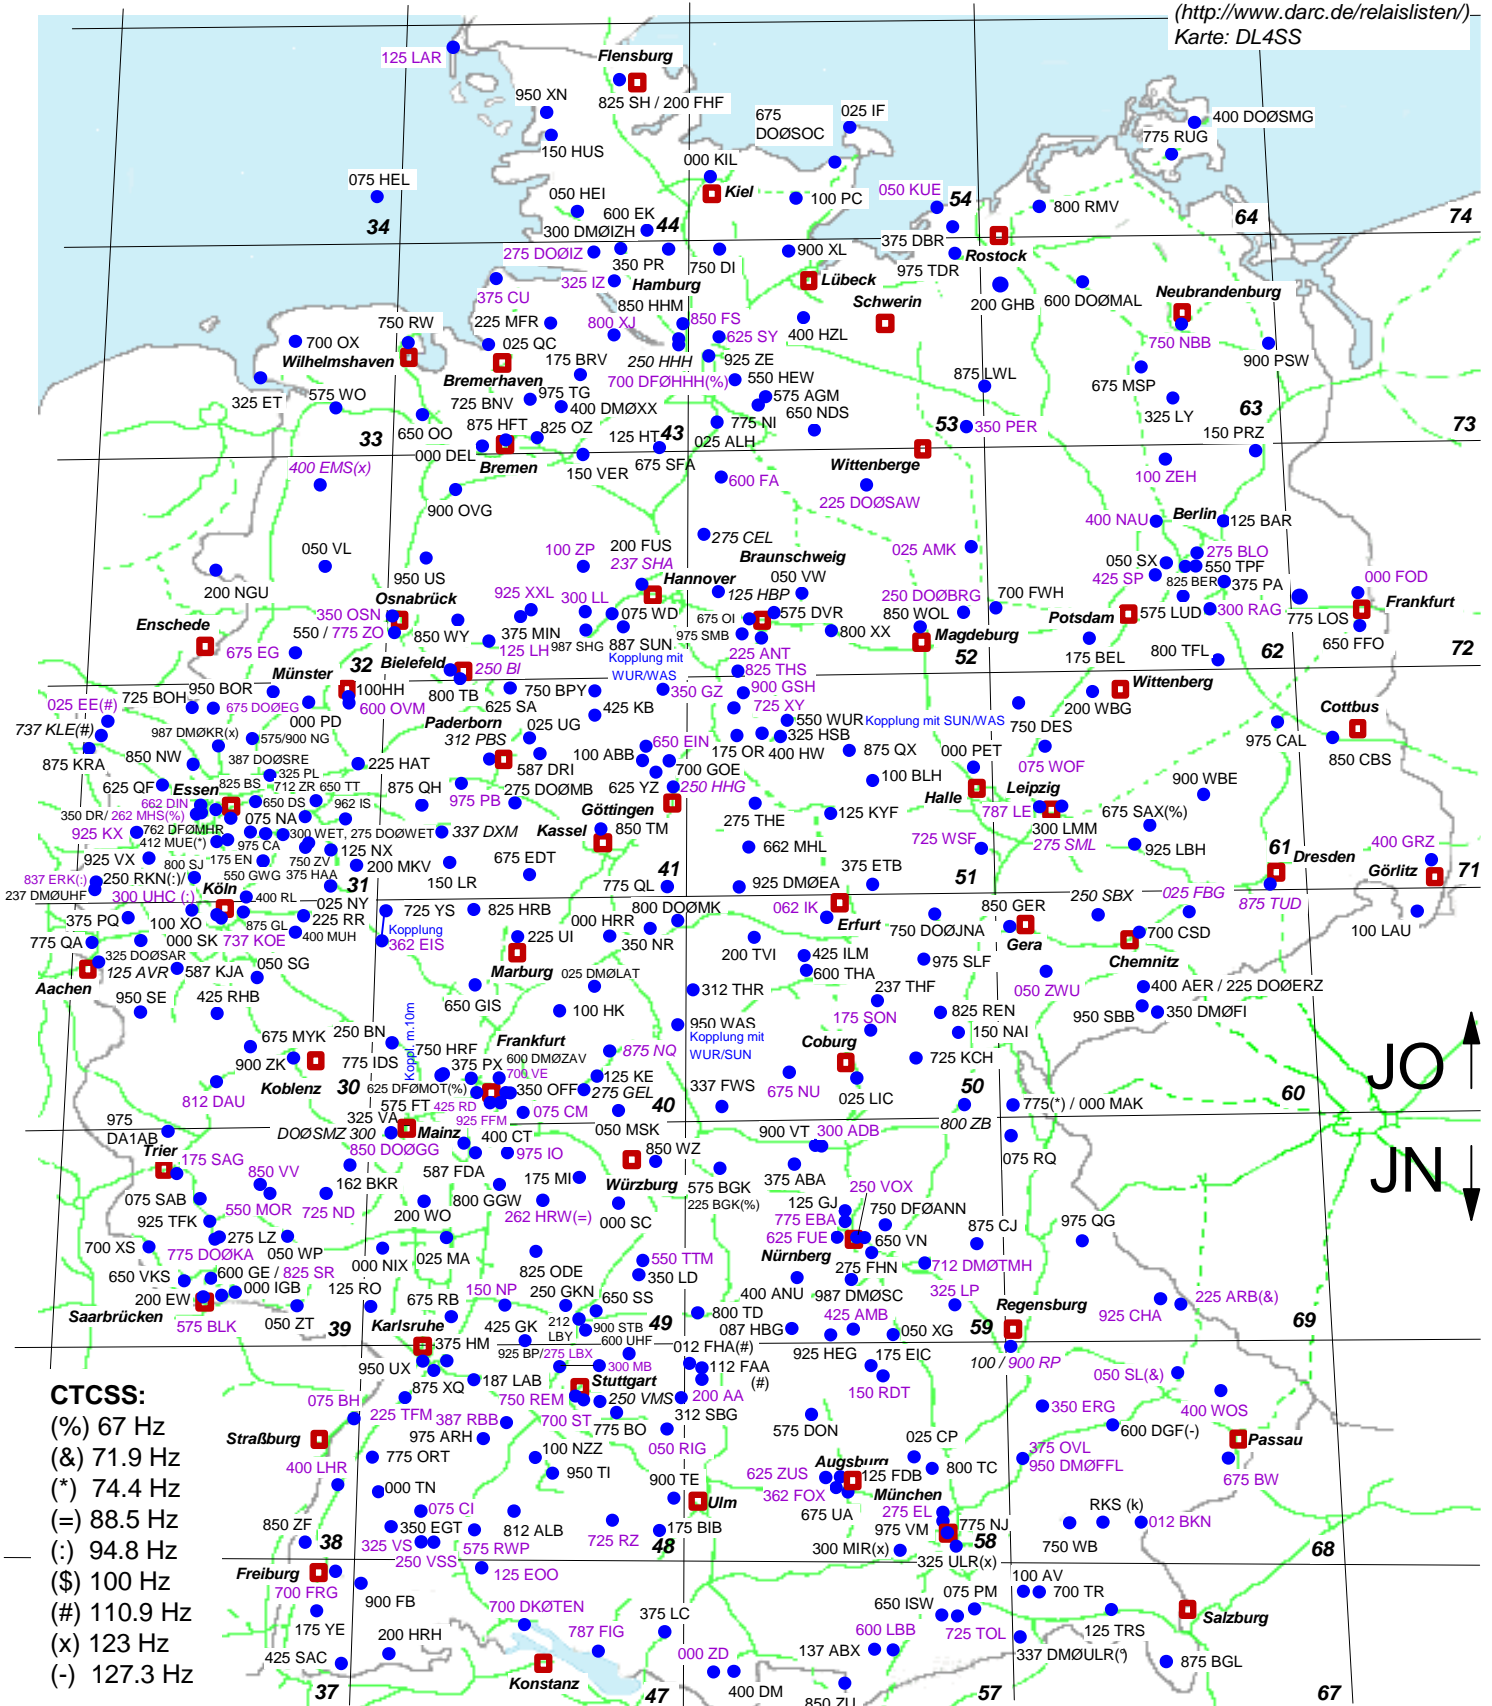 (http://www.darc.de/relaislisten/)
Karte: DL4SS
125 LAR
Flensburg
825 SH / 200 FHF
950 XN
150 HUS
675
DOØSOC
025 IF
400 DOØSMG
775 RUG
000 KIL
Kiel
075 HEL
050 HEI
100 PC
050 KUE
54
800 RMV
64
74
34
600 EK
44
300 DMØIZH
275 DOØIZ
350 PR
750 DI
900 XL
375 DBR
975 TDR
Rostock
325 IZ
Hamburg
Lübeck
200 GHB
600 DOØMAL
Neubrandenburg
375 CU
850 HHM
Schwerin
225 MFR
800 XJ
850 FS
400 HZL
750 RW
700 OX
025 QC
625 SY
750 NBB
Wilhelmshaven
175 BRV
250 HHH
925 ZE
900 PSW
Bremerhaven
700 DFØHHH(%)
550 HEW
875 LWL
675 MSP
325 ET
575 WO
975 TG
725 BNV
400 DMØXX
575 AGM
650 NDS
325 LY
63
33
650 OO
875 HFT
825 OZ
125 HT
43
775 NI
025 ALH
53
350 PER
150 PRZ
73
000 DEL
Bremen
150 VER
675 SFA
Wittenberge
400 EMS(x)
600 FA
225 DOØSAW
100 ZEH
900 OVG
400 NAU
Berlin
125 BAR
050 VL
100 ZP
200 FUS
237 SHA
275 CEL
Braunschweig
025 AMK
950 US
Hannover
050 VW
050 SX
275 BLO
550 TPF
200 NGU
Osnabrück
925 XXL
125 HBP
425 SP
825 BER
375 PA
000 FOD
350 OSN
300 LL
075 WD
675 OI
575 DVR
250 DOØBRG
700 FWH
575 LUD
300 RAG
775 LOS
Frankfurt
Enschede
550 / 775 ZO
850 WY
375 MIN
975 SMB
800 XX
850 WOL
Potsdam
650 FFO
125 LH
987 SHG
887 SUN
225 ANT
Magdeburg
675 EG
Münster
32
Bielefeld
250 BI
Kopplung mit
WUR/WAS
825 THS
52
175 BEL
800 TFL
62
72
025 EE(#)
725 BOH
950 BOR
100HH
800 TB
750 BPY
350 GZ
900 GSH
Wittenberg
675 DOØEG
600 OVM
625 SA
425 KB
725 XY
200 WBG
737 KLE(#)
000 PD
Paderborn
025 UG
550 WUR
Kopplung mit SUN/WAS
750 DES
Cottbus
987 DMØKR(x)
575/900 NG
312 PBS
650 EIN
175 OR
325 HSB
975 CAL
875 KRA
850 NW
387 DOØSRE
225 HAT
587 DRI
100 ABB
400 HW
875 QX
000 PET
075 WOF
850 CBS
325 PL
700 GOE
625 QF
825 BS
712 ZR
650 TT
875 QH
275 DOØMB
625 YZ
250 HHG
100 BLH
900 WBE
Essen
662 DIN
650 DS
962 IS
975 PB
Göttingen
Halle
Leipzig
350 DR/ 262 MHS(%)
075 NA
275 THE
125 KYF
787 LE
675 SAX(%)
925 KX
762 DFØMHR
300 WET, 275 DOØWET
337 DXM
Kassel
850 TM
725 WSF
300 LMM
275 SML
412 MUE(*)
975 CA
125 NX
662 MHL
925 LBH
400 GRZ
925 VX
800 SJ
175 EN
750 ZV
200 MKV
675 EDT
41
375 ETB
61
Dresden
550 GWG
375 HAA
837 ERK(:)
250 RKN(:)/
31
150 LR
775 QL
925 DMØEA
51
Görlitz
71
237 DMØUHF
300 UHC (:)
Köln
400 RL
025 NY
800 DOØMK
062 IK
250 SBX
025 FBG
875 TUD
375 PQ
100 XO
875 GL
225 RR
725 YS
825 HRB
000 HRR
Erfurt
850 GER
775 QA
000 SK
737 KOE
400 MUH
Kopplung
362 EIS
225 UI
350 NR
750 DOØJNA
Gera
700 CSD
100 LAU
200 TVI
425 ILM
Chemnitz
325 DOØSAR
050 SG
Marburg
025 DMØLAT
600 THA
975 SLF
125 AVR
587 KJA
Aachen
050 ZWU
950 SE
425 RHB
650 GIS
312 THR
237 THF
400 AER / 225 DOØERZ
100 HK
825 REN
950 SBB
350 DMØFI
675 MYK
250 BN
950 WAS
175 SON
150 NAI
Kopplung mit
WUR/SUN
Frankfurt
875 NQ
Coburg
725 KCH
JO
Koppl. m.10m
900 ZK
775 IDS
750 HRF
375 PX
600 DMØZAV
700 VE
Koblenz
30
125 KE
675 NU
50
60
812 DAU
625 DFØMOT(%)
350 OFF
275 GEL
337 FWS
025 LIC
575 FT
425 RD
075 CM
40
775(*) / 000 MAK
975
DA1AB
325 VA
925 FFM
050 MSK
800 ZB
DOØSMZ 300
Mainz
400 CT
900 VT
300 ADB
Trier
850 DOØGG
975 IO
850 WZ
075 RQ
175 SAG
587 FDA
375 ABA
JN
850 VV
162 BKR
175 MI
Würzburg
575 BGK
250 VOX
075 SAB
800 GGW
225 BGK(%)
125 GJ
750 DFØANN
550 MOR
725 ND
200 WO
262 HRW(=)
000 SC
775 EBA
875 CJ
975 QG
925 TFK
275 LZ
625 FUE
650 VN
700 XS
775 DOØKA
050 WP
025 MA
Nürnberg
000 NIX
550 TTM
275 FHN
712 DMØTMH
650 VKS
600 GE / 825 SR
825 ODE
350 LD
400 ANU
987 DMØSC
325 LP
225 ARB(&)
200 EW
000 IGB
125 RO
150 NP
250 GKN
650 SS
Regensburg
925 CHA
Saarbrücken
675 RB
800 TD
425 AMB
575 BLK
050 ZT
39
Karlsruhe
425 GK
212
LBY
900 STB
49
087 HBG
050 XG
59
69
600 UHF
375 HM
925 BP/275 LBX
012 FHA(#)
925 HEG
175 EIC
100 / 900 RP
950 UX
300 MB
112 FAA
(#)
050 SL(&)
CTCSS:
875 XQ
187 LAB
Stuttgart
150 RDT
075 BH
750 REM
250 VMS
200 AA
(%) 67 Hz
225 TFM
387 RBB
700 ST
312 SBG
350 ERG
400 WOS
(&) 71.9 Hz
Straßburg
975 ARH
775 BO
575 DON
600 DGF(-)
Passau
050 RIG
(*) 74.4 Hz
775 ORT
100 NZZ
025 CP
375 OVL
400 LHR
950 TI
Augsburg
625 ZUS
125 FDB
800 TC
950 DMØFFL
675 BW
(=) 88.5 Hz
000 TN
900 TE
362 FOX
München
Ulm
RKS (k)
075 CI
675 UA
275 EL
(:) 94.8 Hz
850 ZF
350 EGT
812 ALB
725 RZ
175 BIB
975 VM
775 NJ
012 BKN
38
325 VS
575 RWP
48
58
750 WB
68
300 MIR(x)
($) 100 Hz
Freiburg
250 VSS
125 EOO
325 ULR(x)
700 FRG
100 AV
(#) 110.9 Hz
900 FB
700 DKØTEN
075 PM
700 TR
175 YE
375 LC
650 ISW
Salzburg
(x) 123 Hz
200 HRH
787 FIG
600 LBB
725 TOL
125 TRS
425 SAC
000 ZD
137 ABX
337 DMØULR(*)
875 BGL
(-) 127.3 Hz
Konstanz
37
47
400 DM
850 ZU
57
67